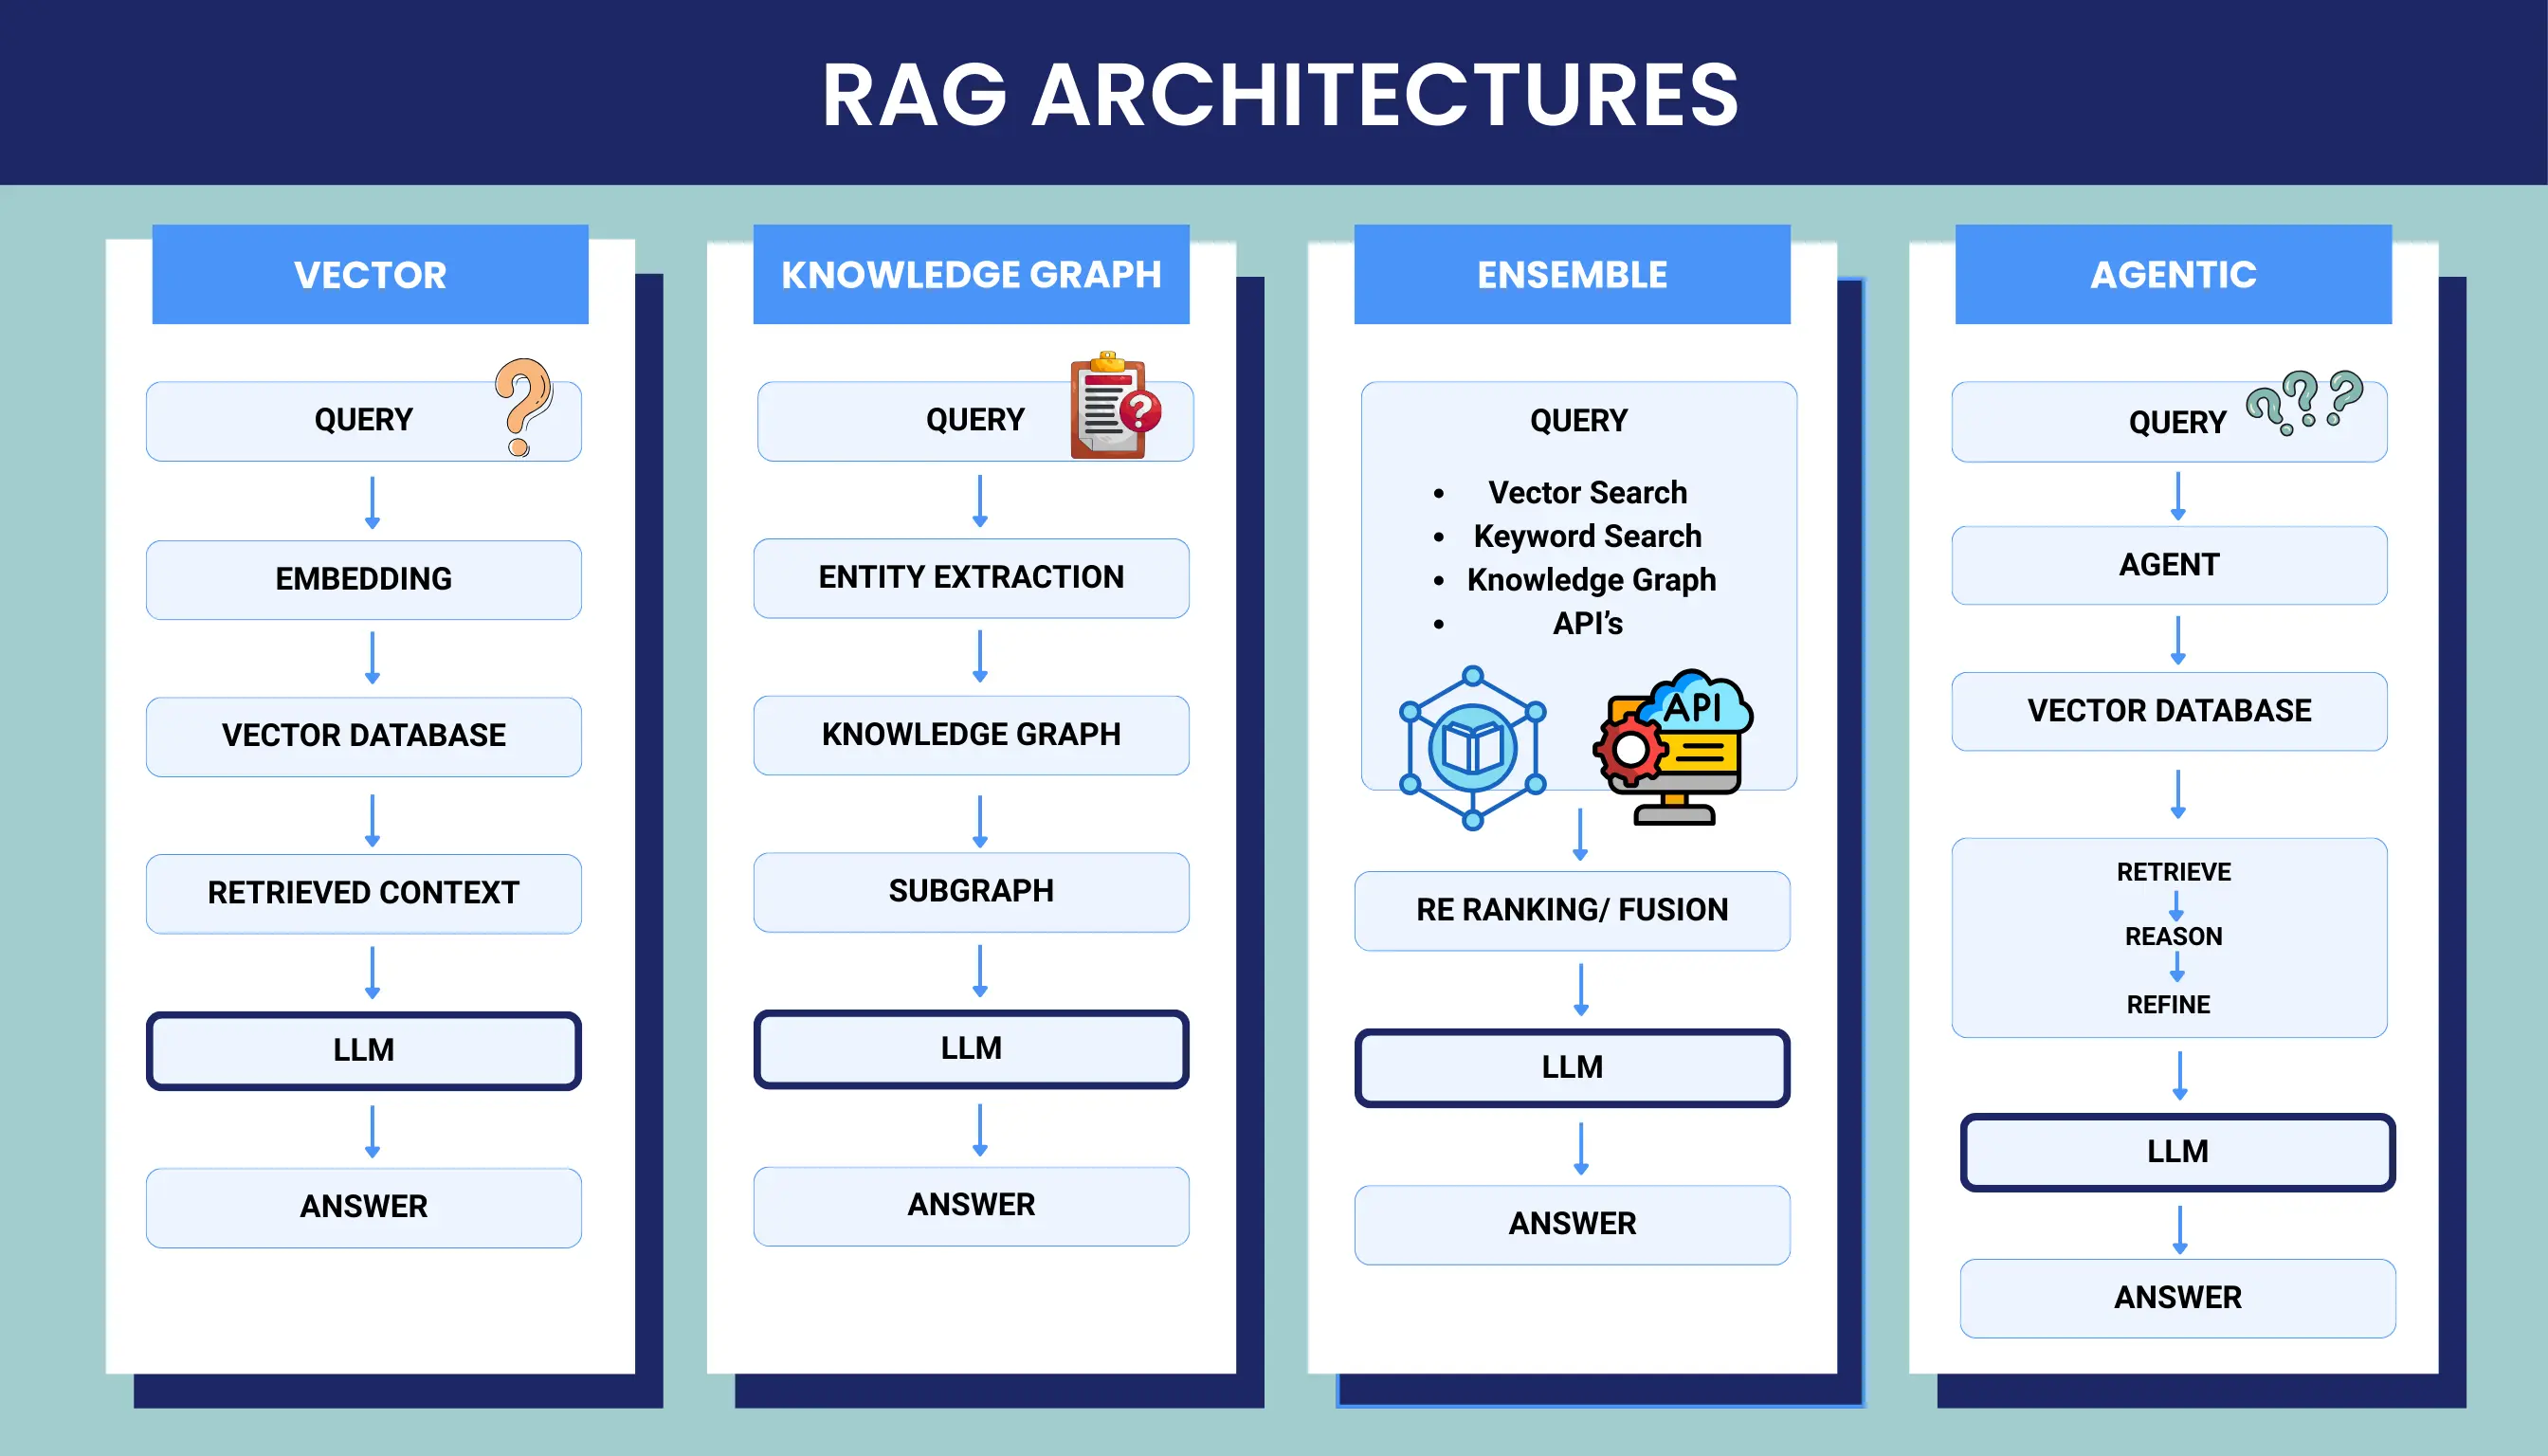 RAG ARCHITECTURES
VECTOR
QUERY
EMBEDDING
VECTOR DATABASE
RETRIEVED CONTEXT
LLM
ANSWER
KNOWLEDGE GRAPH
QUERY
ENTITY EXTRACTION
KNOWLEDGE GRAPH
SUBGRAPH
LLM
ANSWER
ENSEMBLE
QUERY
• Vector Search
• Keyword Search
• Knowledge Graph
• API’s
API
RE RANKING/ FUSION
LLM
ANSWER
AGENTIC
QUERY
AGENT
VECTOR DATABASE
RETRIEVE
REASON
REFINE
LLM
ANSWER